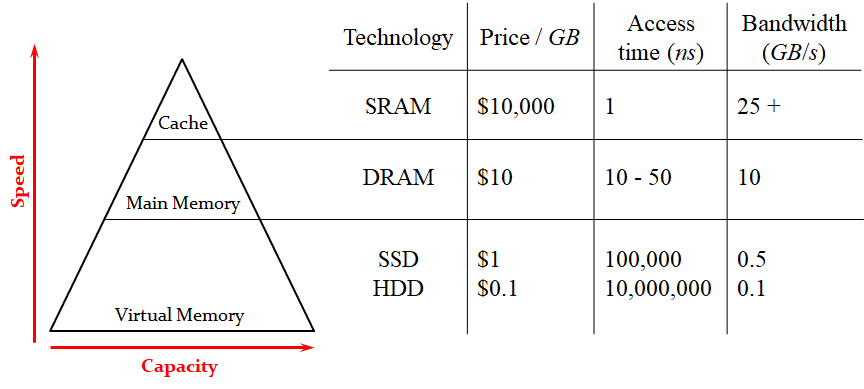 Technology Price / GB Access time (ns) Bandwidth (GB/s)
Cache SRAM $10,000 1 25 +
Main Memory DRAM $10 10 - 50 10
SSD $1 100,000 0.5
HDD $0.1 10,000,000 0.1
Virtual Memory
Speed
Capacity